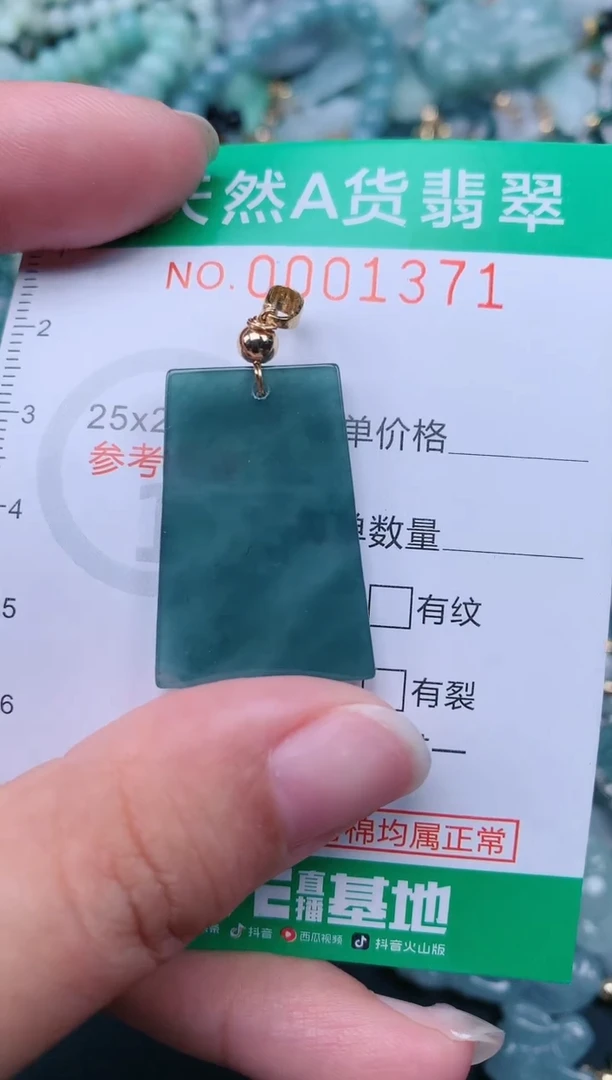 天然A货翡翠
NO.0001371
2
25x2
单价格
3
参考
4
单数量
5
有纹
6
有裂
棉均属正常
直播基地
抖音 西瓜视频 抖音火山版